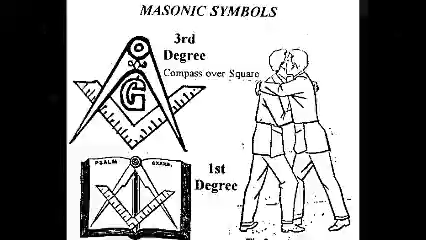 MASONIC SYMBOLS
3rd
Degree
Compass over Square
G
PSALM
1st
Degree